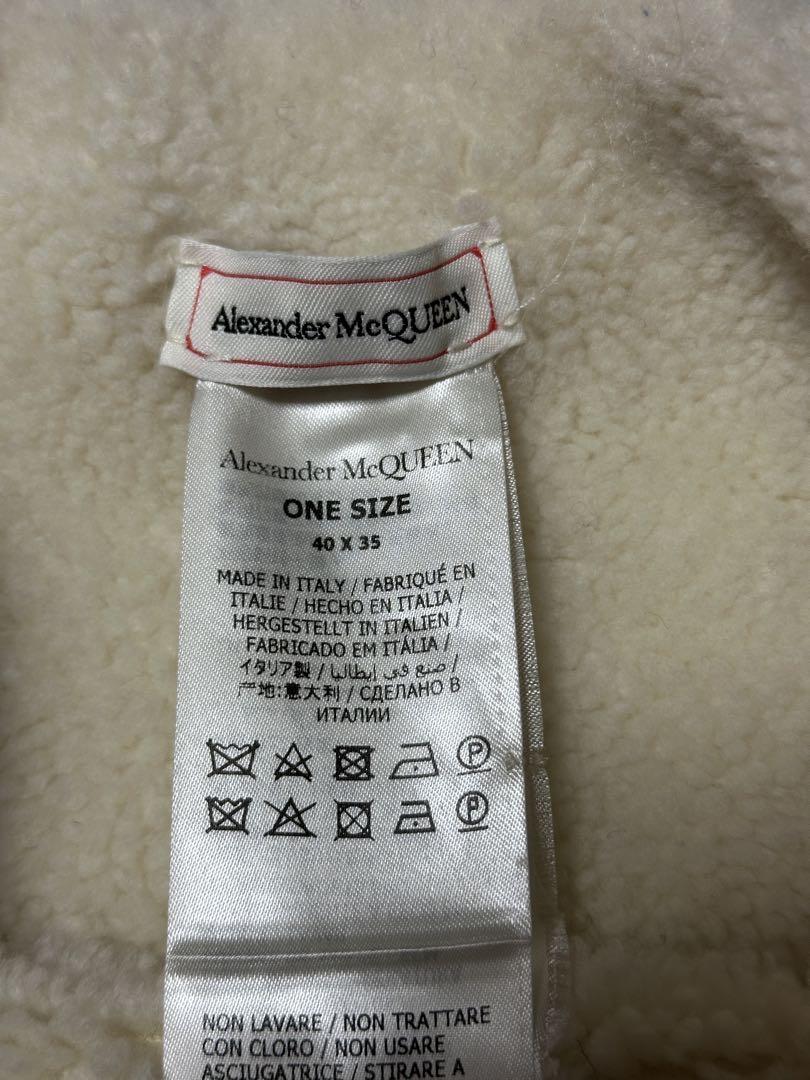 Alexander McQUEEN
Alexander McQUEEN
ONE SIZE
40 X 35
MADE IN ITALY / FABRIQUÉ EN
ITALIE / HECHO EN ITALIA /
HERGESTELLT IN ITALIEN /
FABRICADO EM ITÁLIA /
イタリア製 / صنع في إيطاليا /
产地:意大利 / СДЕЛАНО В
ИТАЛИИ
P
P
NON LAVARE / NON TRATTARE
CON CLORO / NON USARE
ASCIUGATRICE / STIRARE A